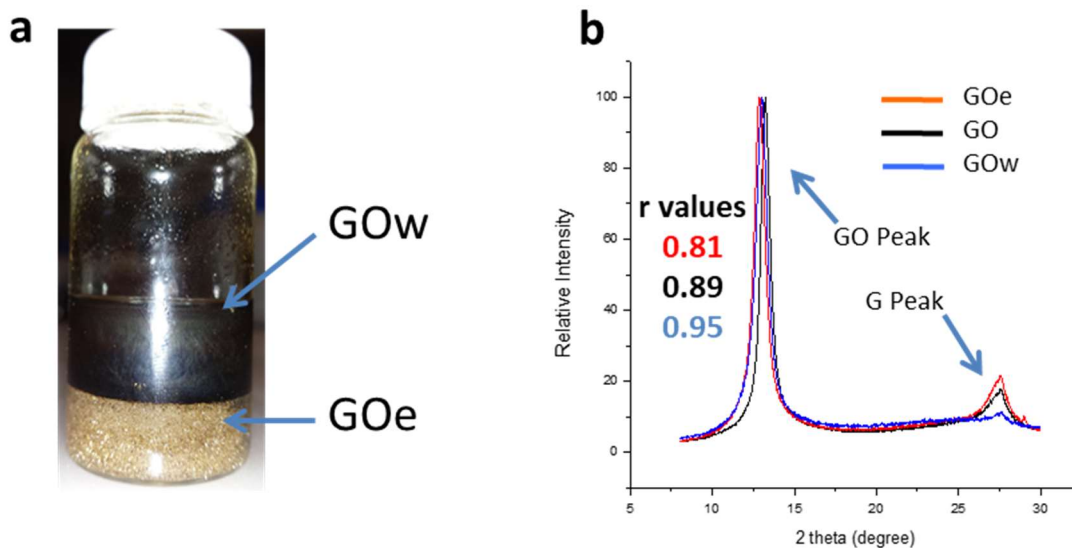 a
GOw
GOe
b
GOe
GO
GOw
r values
0.81
0.89
0.95
GO Peak
G Peak
Relative Intensity
100
80
60
40
20
0
5
10
15
20
25
30
2 theta (degree)